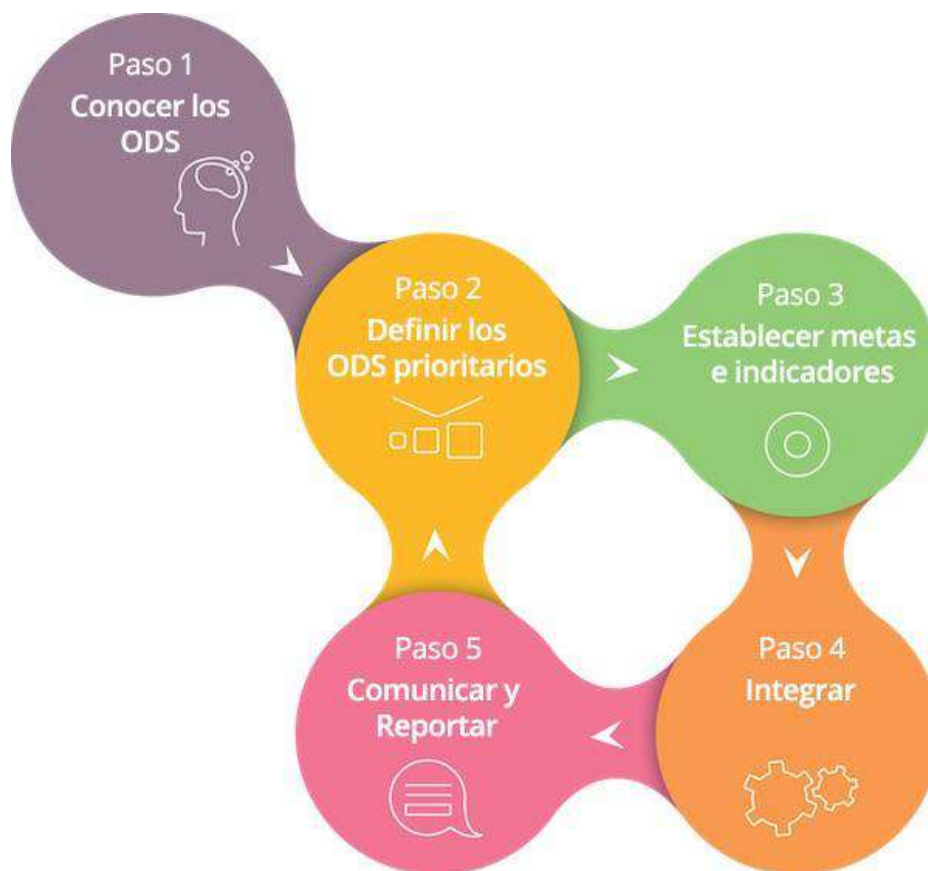 Paso 1
Conocer los
ODS
Paso 2
Definir los
ODS prioritarios
Paso 3
Establecer metas
e indicadores
Paso 4
Integrar
Paso 5
Comunicar y
Reportar